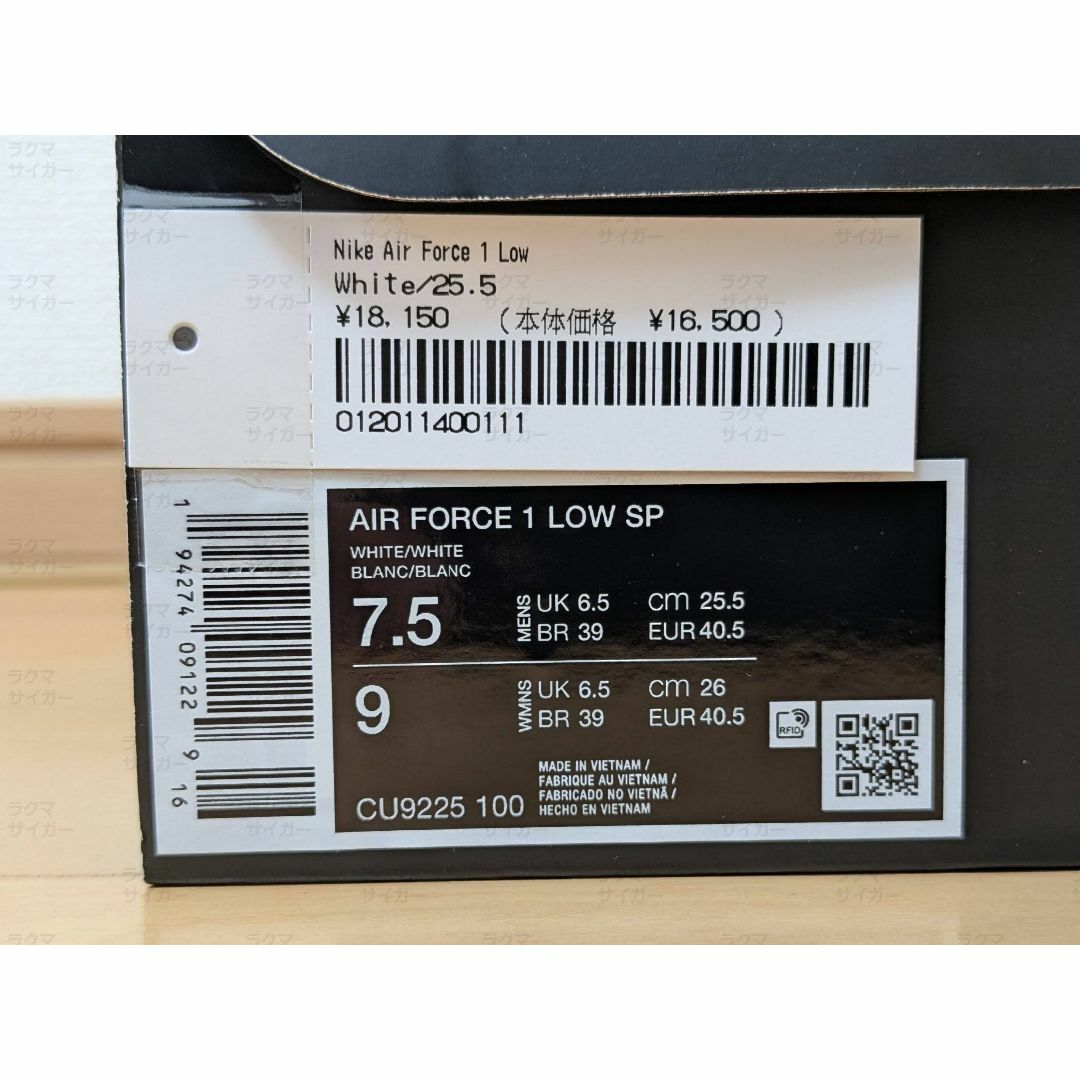 Nike Air Force 1 Low
White/25.5
¥18,150 (本体価格 ¥16,500)
012011400111
1 94274 09122 9 16
AIR FORCE 1 LOW SP
WHITE/WHITE
BLANC/BLANC
7.5 MENS UK 6.5 cm 25.5
BR 39 EUR 40.5
9 WMNS UK 6.5 cm 26
BR 39 EUR 40.5
RFID
MADE IN VIETNAM /
FABRIQUE AU VIETNAM /
FABRICADO NO VIETNÃ /
HECHO EN VIETNAM
CU9225 100
ラクマ
サイガー